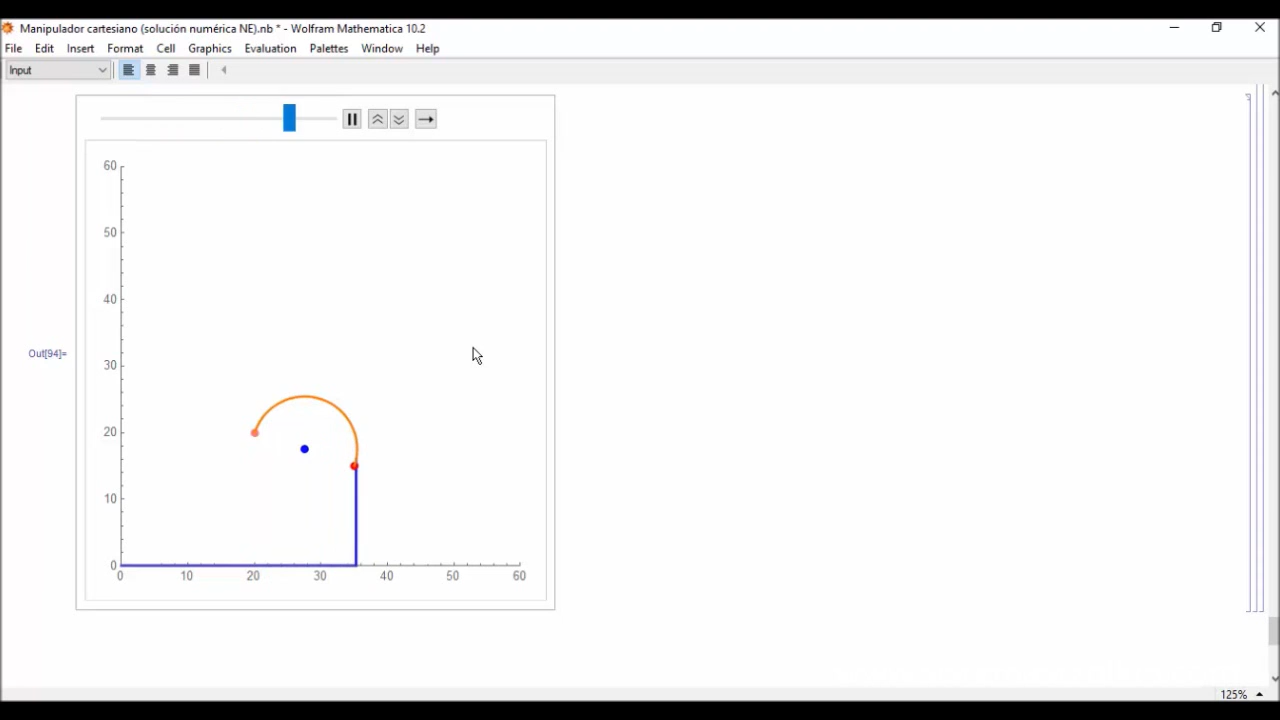 Manipulador cartesiano (solución numérica NE).nb * - Wolfram Mathematica 10.2
File Edit Insert Format Cell Graphics Evaluation Palettes Window Help
Input
60
50
40
Out[94]=
30
20
10
0
0 10 20 30 40 50 60
125%